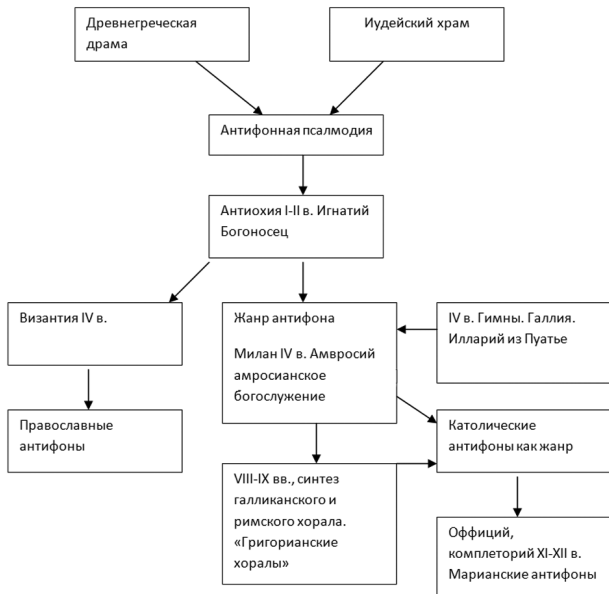 Древнегреческая
драма
Иудейский храм
Антифонная псалмодия
Антиохия I-II в. Игнатий
Богоносец
Византия IV в.
Жанр антифона
Милан IV в. Амвросий
амросианское
богослужение
IV в. Гимны. Галлия.
Илларий из Пуатье
Православные
антифоны
Католические
антифоны как жанр
VIII-IX вв., синтез
галликанского и
римского хорала.
«Григорианские
хоралы»
Оффиций,
комплеторий XI-XII в.
Марианские антифоны